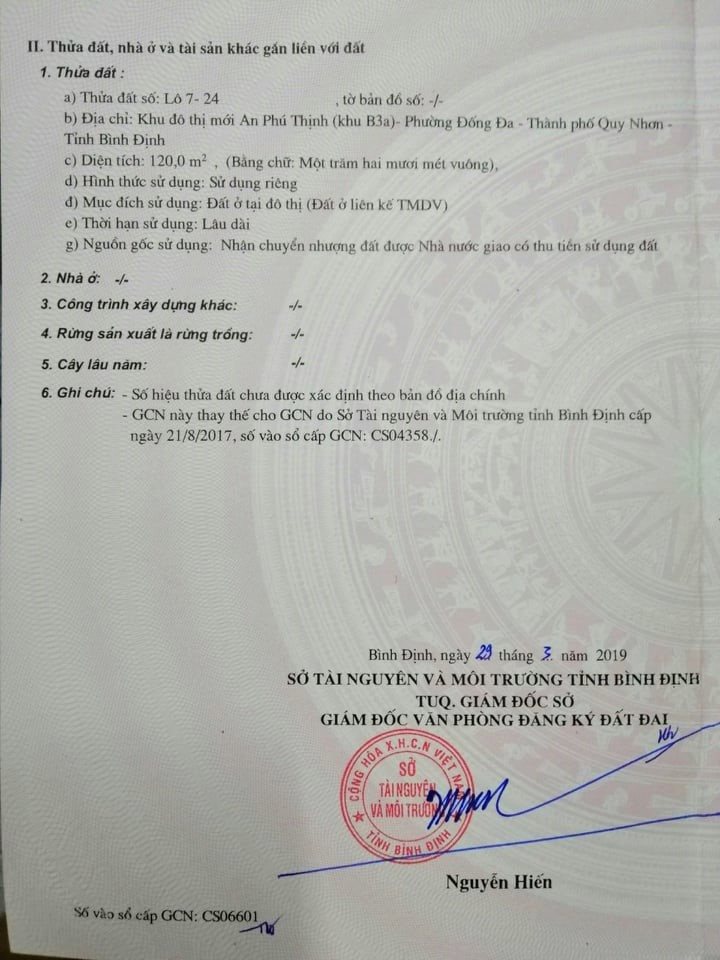 II. Thửa đất, nhà ở và tài sản khác gắn liền với đất
1. Thửa đất :
a) Thửa đất số: Lô 7- 24 , tờ bản đồ số: -/-
b) Địa chỉ: Khu đô thị mới An Phú Thịnh (khu B3a)- Phường Đống Đa - Thành phố Quy Nhơn -
Tỉnh Bình Định
c) Diện tích: 120,0 m² , (Bằng chữ: Một trăm hai mươi mét vuông),
d) Hình thức sử dụng: Sử dụng riêng
đ) Mục đích sử dụng: Đất ở tại đô thị (Đất ở liên kế TMDV)
e) Thời hạn sử dụng: Lâu dài
g) Nguồn gốc sử dụng: Nhận chuyển nhượng đất được Nhà nước giao có thu tiền sử dụng đất
2. Nhà ở: -/-
3. Công trình xây dựng khác: -/-
4. Rừng sản xuất là rừng trồng: -/-
5. Cây lâu năm: -/-
6. Ghi chú: - Số hiệu thửa đất chưa được xác định theo bản đồ địa chính
- GCN này thay thế cho GCN do Sở Tài nguyên và Môi trường tỉnh Bình Định cấp
ngày 21/8/2017, số vào sổ cấp GCN: CS04358./.
Bình Định, ngày 29 tháng 3 năm 2019
SỞ TÀI NGUYÊN VÀ MÔI TRƯỜNG TỈNH BÌNH ĐỊNH
TUQ. GIÁM ĐỐC SỞ
GIÁM ĐỐC VĂN PHÒNG ĐĂNG KÝ ĐẤT ĐAI
CỘNG HÒA X.H.C.N VIỆT NAM
SỞ
TÀI NGUYÊN
VÀ MÔI TRƯỜNG
TỈNH BÌNH ĐỊNH
Nguyễn Hiến
Số vào sổ cấp GCN: CS06601